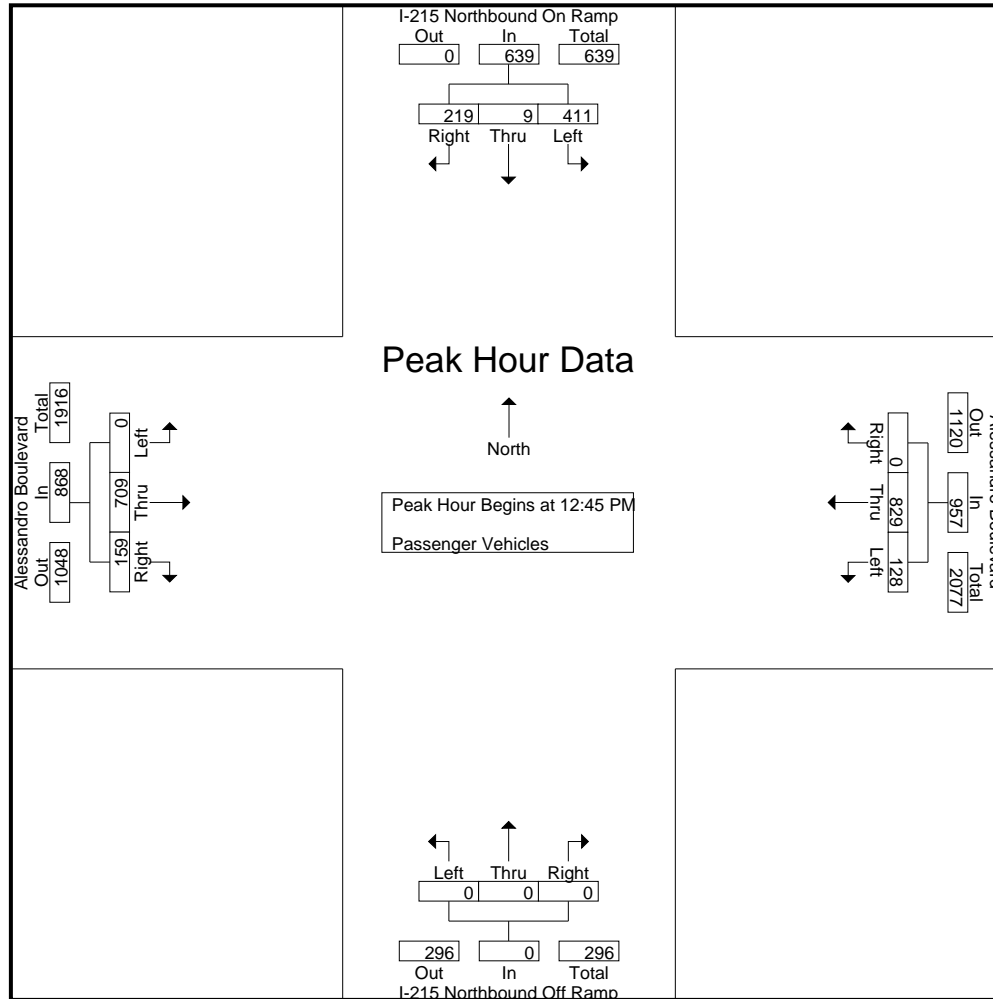 I-215 Northbound On Ramp
Out In Total
0 639 639
219 9 411
Right Thru Left
Peak Hour Data
North
Peak Hour Begins at 12:45 PM
Passenger Vehicles
Alessandro Boulevard
Total In Out
1916 868 1048
0 709 159
Left Thru Right
Right Thru Left
0 829 128
Out In Total
1120 957 2077
Left Thru Right
0 0 0
296 0 296
Out In Total
I-215 Northbound Off Ramp